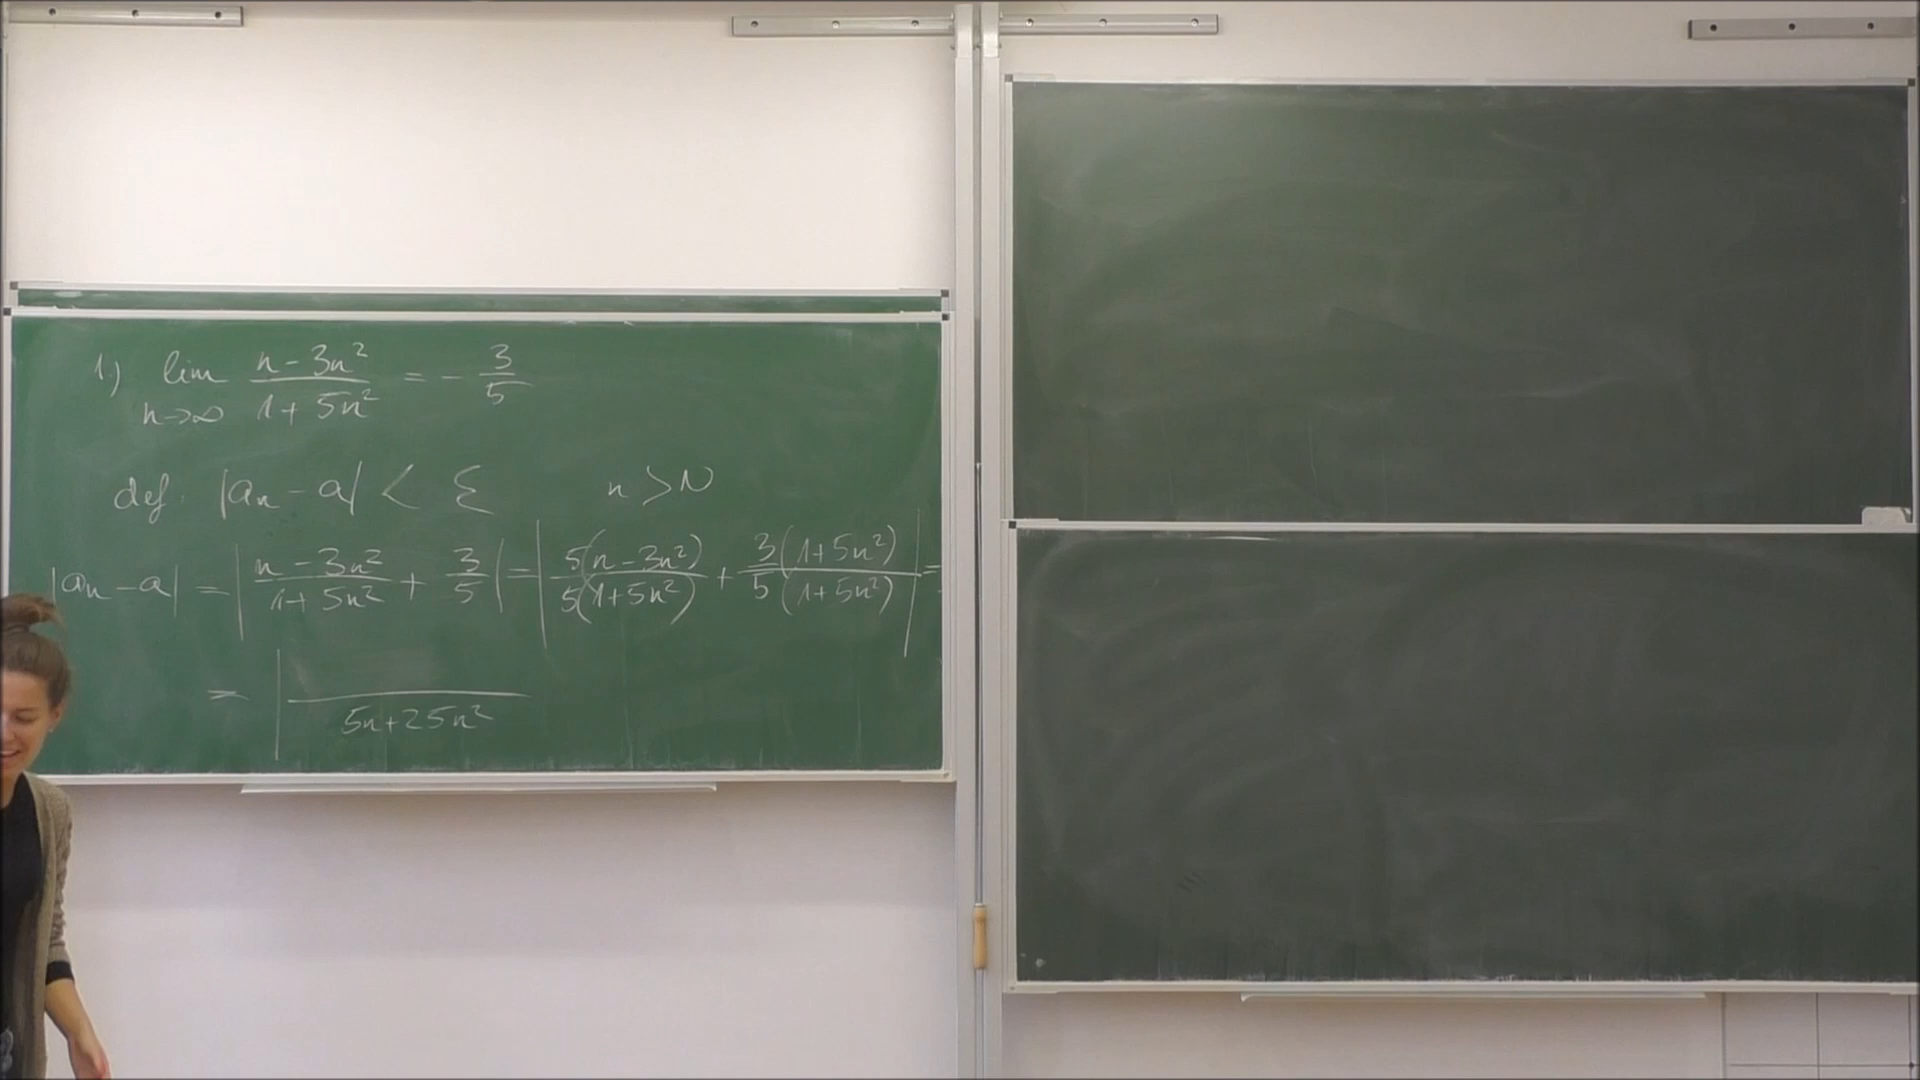 1.) lim n→∞ (n - 3n²)/(1 + 5n²) = - 3/5
def. |aₙ - a| < ε n > N
|aₙ - a| = |(n - 3n²)/(1 + 5n²) + 3/5| = |5(n - 3n²)/5(1 + 5n²) + 3(1 + 5n²)/5(1 + 5n²)| =
= | /(5n + 25n²)